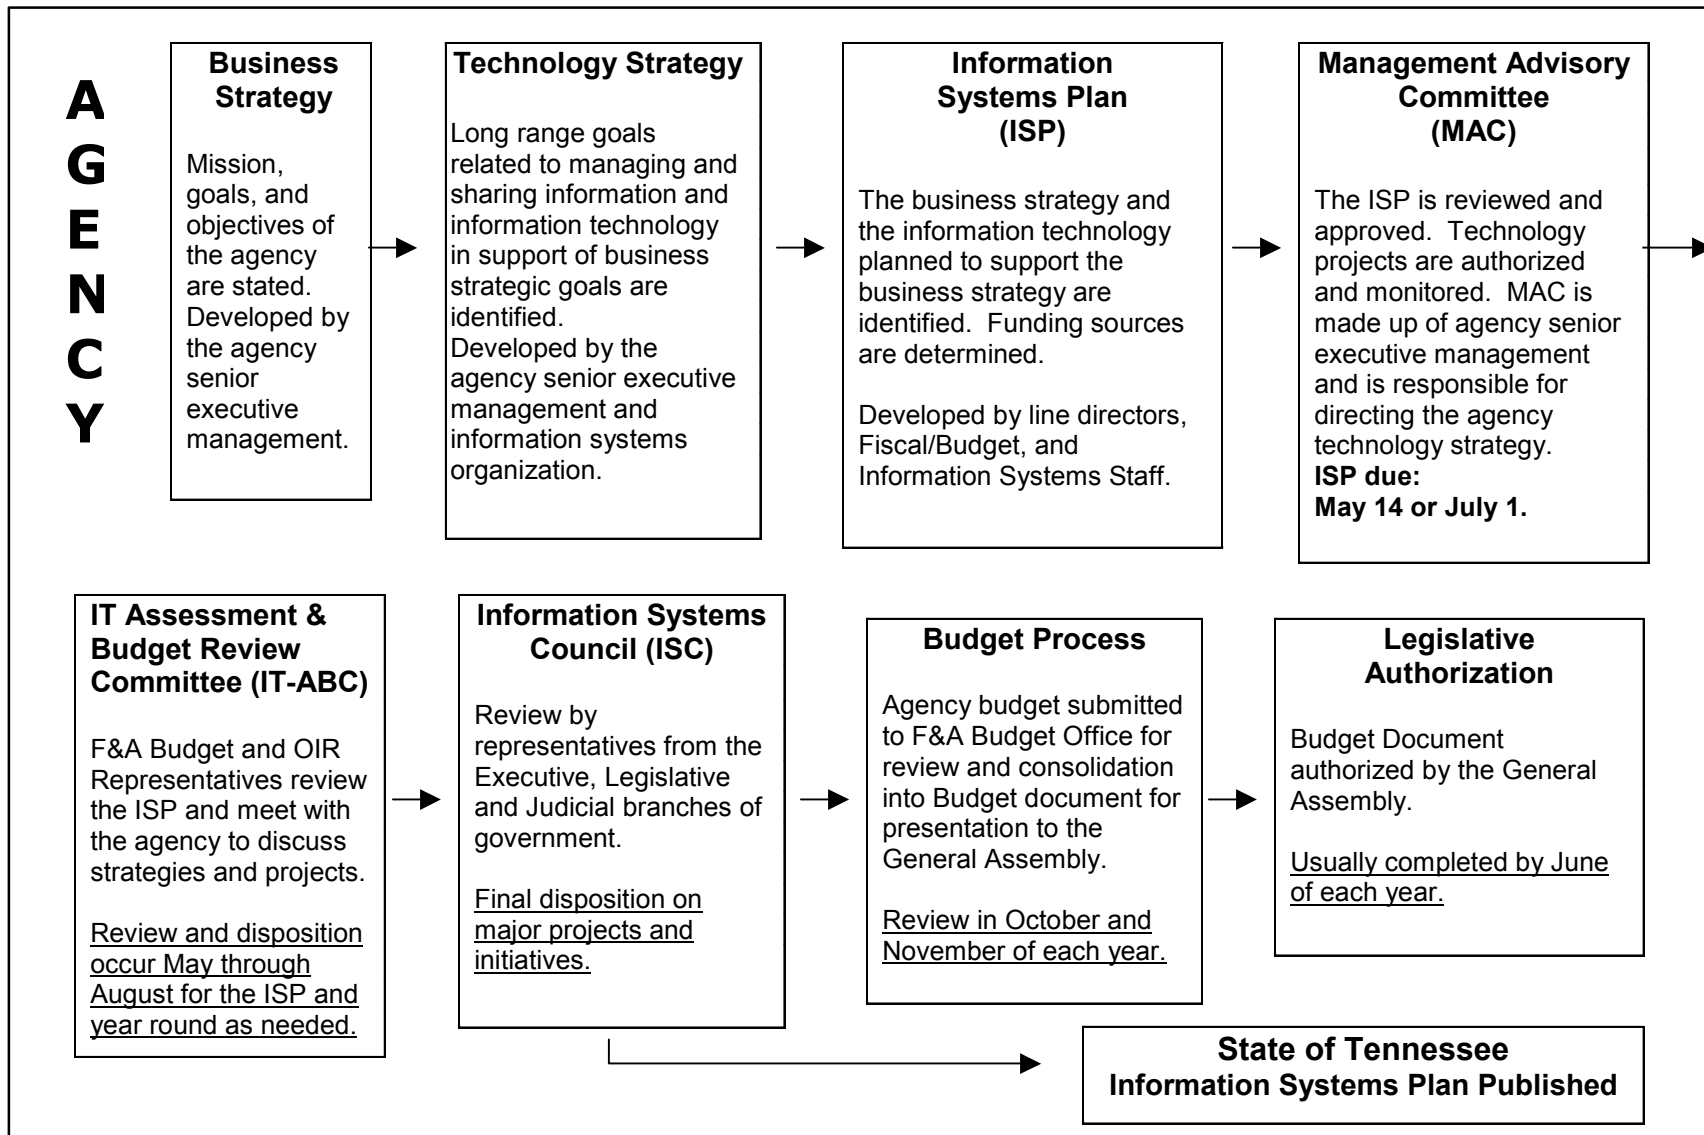 AGENCY
Business
Strategy
Mission,
goals, and
objectives of
the agency
are stated.
Developed by
the agency
senior
executive
management.
Technology Strategy
Long range goals
related to managing and
sharing information and
information technology
in support of business
strategic goals are
identified.
Developed by the
agency senior executive
management and
information systems
organization.
Information
Systems Plan
(ISP)
The business strategy and
the information technology
planned to support the
business strategy are
identified. Funding sources
are determined.
Developed by line directors,
Fiscal/Budget, and
Information Systems Staff.
Management Advisory
Committee
(MAC)
The ISP is reviewed and
approved. Technology
projects are authorized
and monitored. MAC is
made up of agency senior
executive management
and is responsible for
directing the agency
technology strategy.
ISP due:
May 14 or July 1.
IT Assessment &
Budget Review
Committee (IT-ABC)
F&A Budget and OIR
Representatives review
the ISP and meet with
the agency to discuss
strategies and projects.
Review and disposition
occur May through
August for the ISP and
year round as needed.
Information Systems
Council (ISC)
Review by
representatives from the
Executive, Legislative
and Judicial branches of
government.
Final disposition on
major projects and
initiatives.
Budget Process
Agency budget submitted
to F&A Budget Office for
review and consolidation
into Budget document for
presentation to the
General Assembly.
Review in October and
November of each year.
Legislative
Authorization
Budget Document
authorized by the General
Assembly.
Usually completed by June
of each year.
State of Tennessee
Information Systems Plan Published